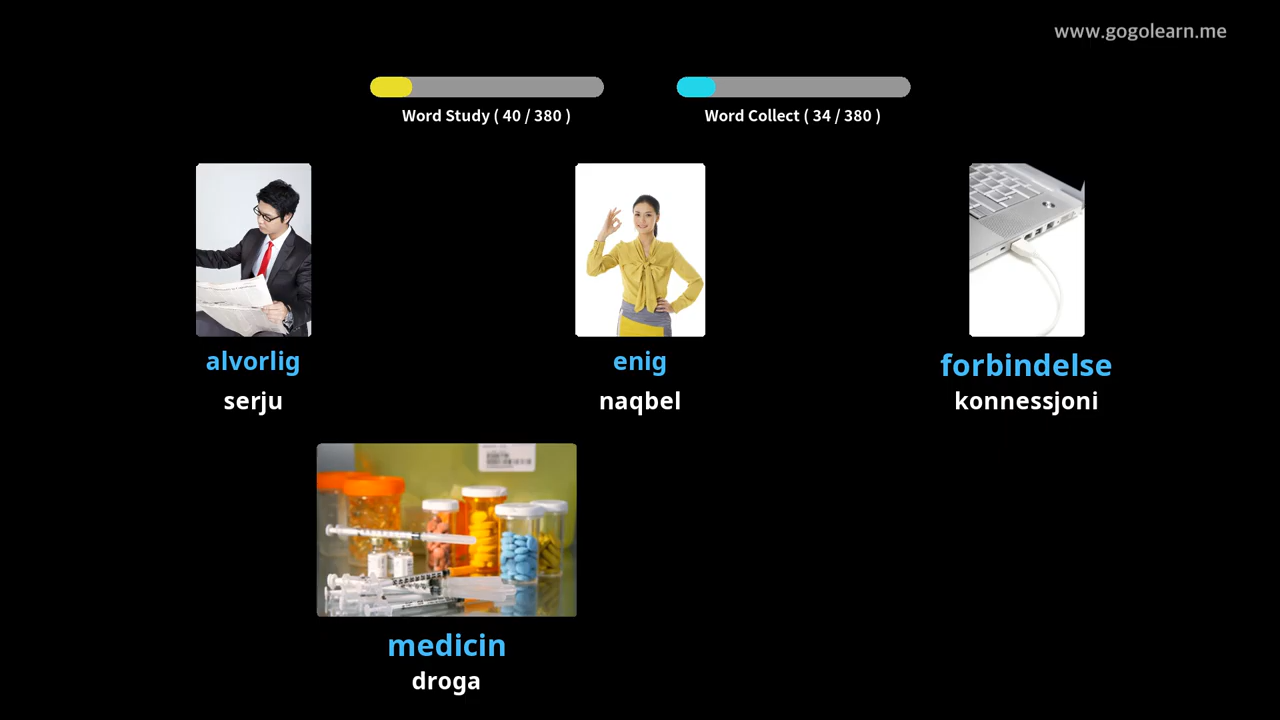 www.gogolearn.me
Word Study ( 40 / 380 )
Word Collect ( 34 / 380 )
alvorlig
serju
enig
naqbel
forbindelse
konnessjoni
medicin
droga